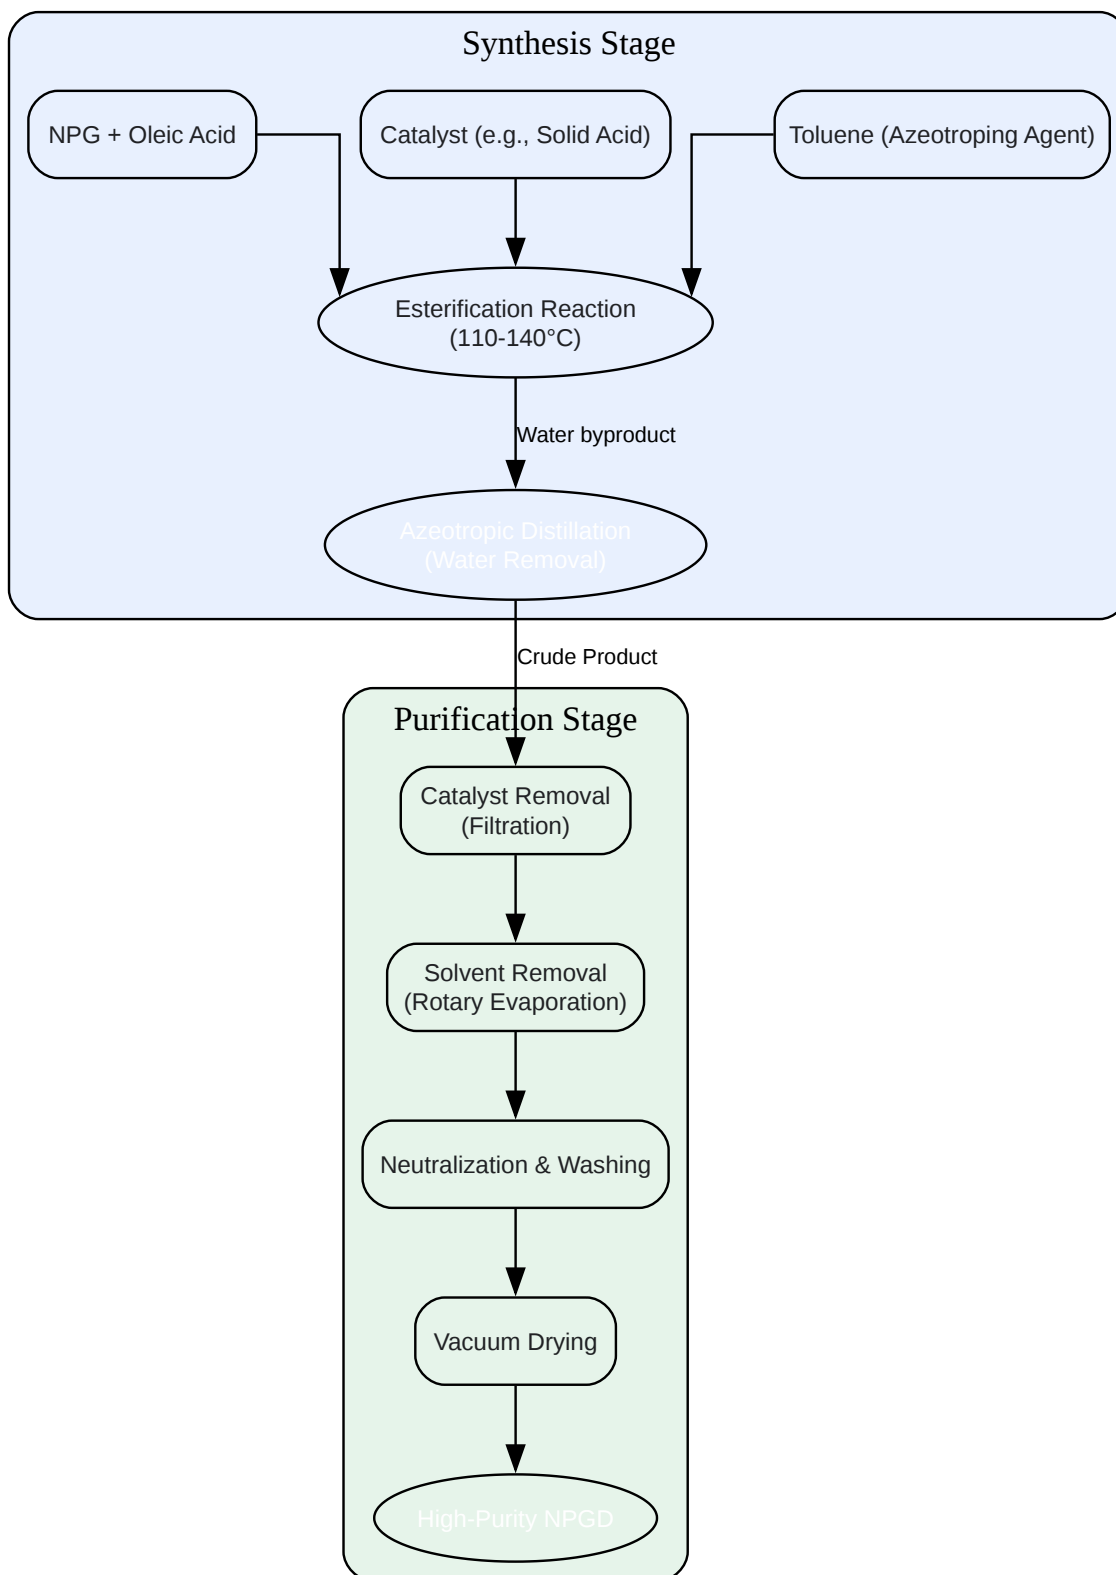 Synthesis Stage
NPG + Oleic Acid
Catalyst (e.g., Solid Acid)
Toluene (Azeotroping Agent)
Esterification Reaction
(110-140°C)
Water byproduct
Azeotropic Distillation
(Water Removal)
Crude Product
Purification Stage
Catalyst Removal
(Filtration)
Solvent Removal
(Rotary Evaporation)
Neutralization & Washing
Vacuum Drying
High-Purity NPGD